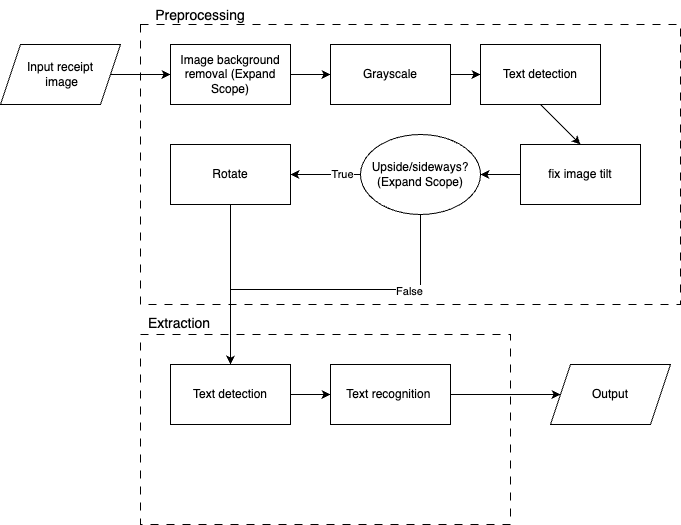 Preprocessing
Input receipt
image
Image background
removal (Expand
Scope)
Grayscale
Text detection
Rotate
True
Upside/sideways?
(Expand Scope)
fix image tilt
False
Extraction
Text detection
Text recognition
Output